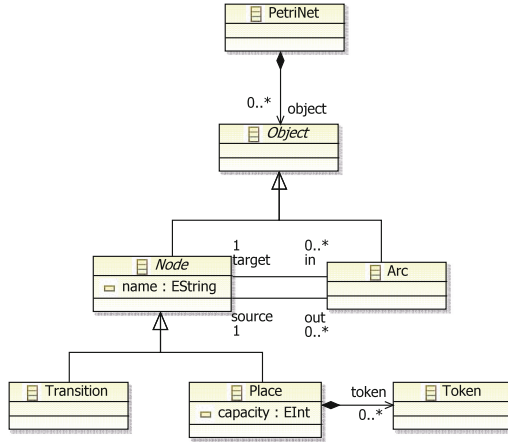 PetriNet
0..*
object
Object
1
0..*
target
in
Node
Arc
name : EString
source
out
1
0..*
Transition
Place
token
Token
capacity : EInt
0..*